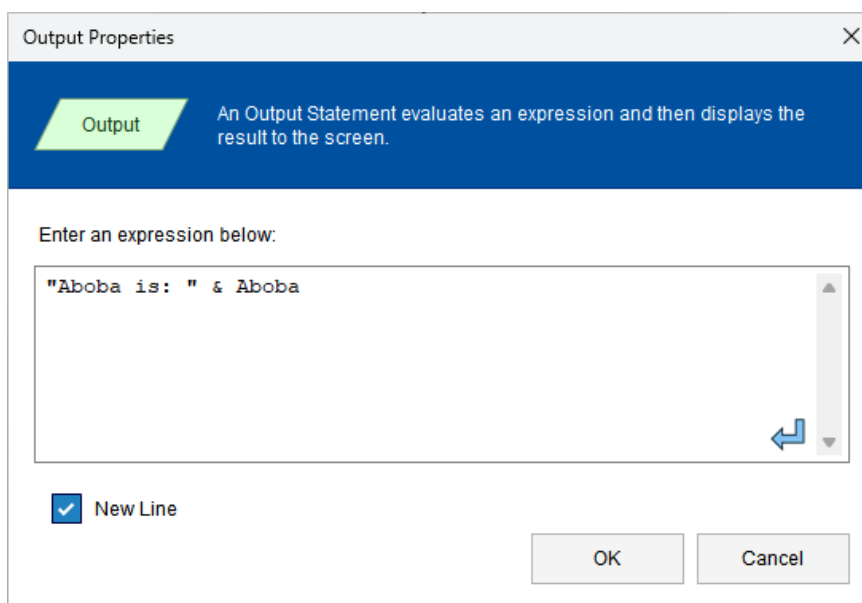 Output Properties
Output
An Output Statement evaluates an expression and then displays the
result to the screen.
Enter an expression below:
"Aboba is: " & Aboba
New Line
OK
Cancel